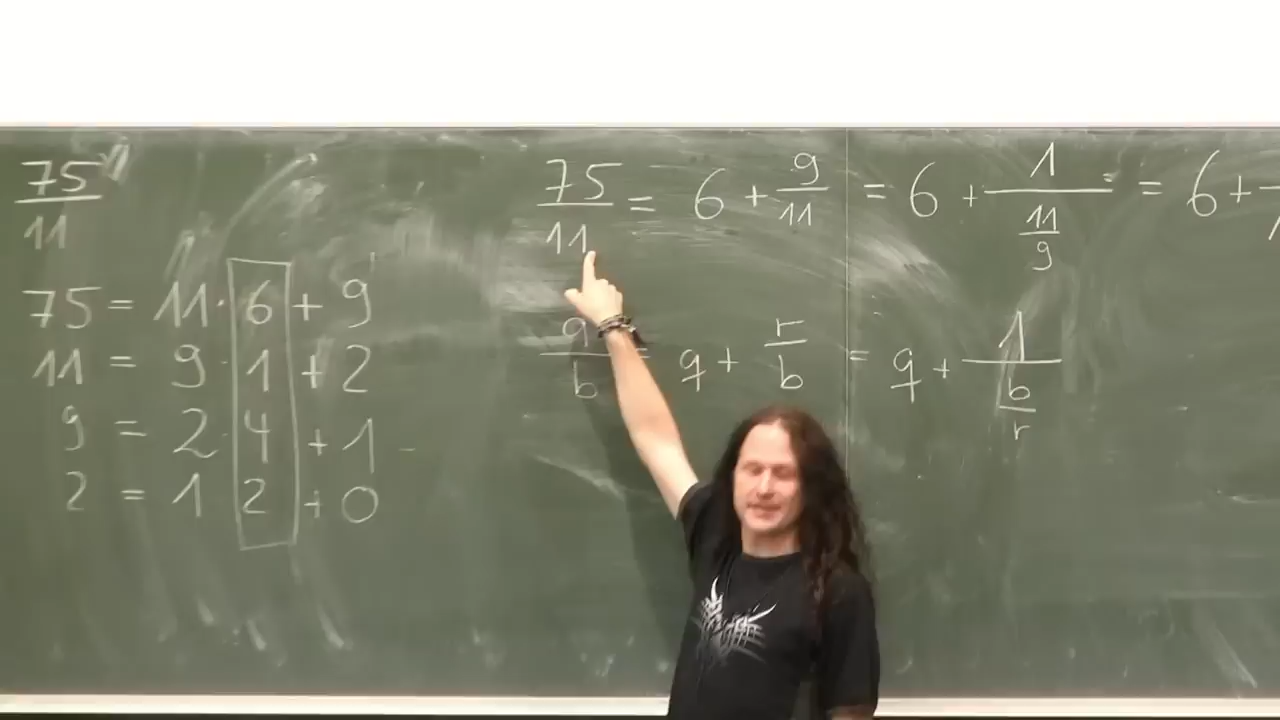 75/11
75 = 11 · 6 + 9
11 = 9 · 1 + 2
9 = 2 · 4 + 1
2 = 1 2 + 0
75/11 = 6 + 9/11 = 6 + 1/(11/9) = 6 +
a/b = q + r/b = q + 1/(b/r)